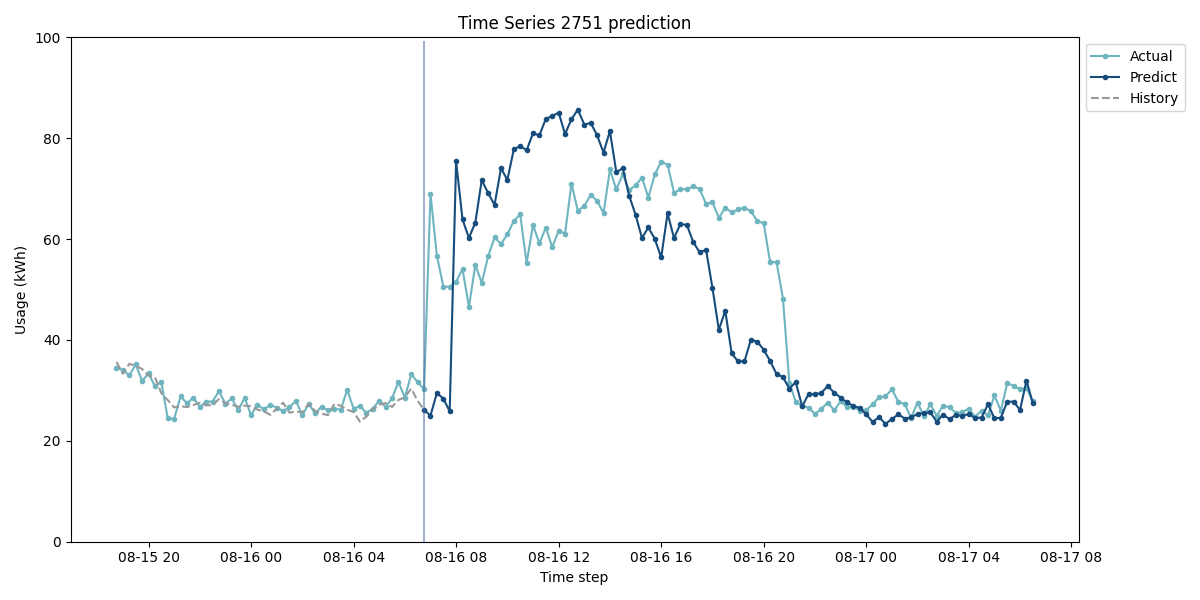 Time Series 2751 prediction
100
80
60
40
20
0
Usage (kWh)
08-15 20
08-16 00
08-16 04
08-16 08
08-16 12
08-16 16
08-16 20
08-17 00
08-17 04
08-17 08
Time step
Actual
Predict
History